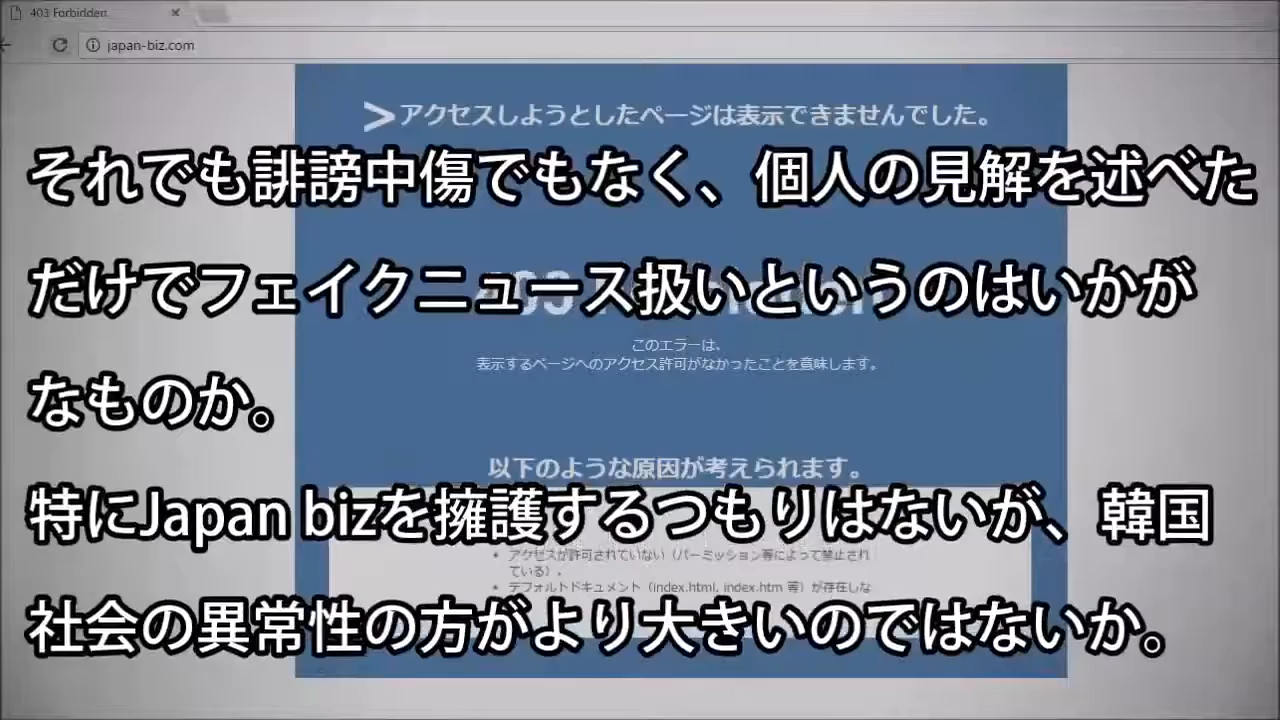 403 Forbidden
japan-biz.com
>アクセスしようとしたページは表示できませんでした。
それでも誹謗中傷でもなく、個人の見解を述べた
だけでフェイクニュース扱いというのはいかが
このエラーは、
表示するページへのアクセス許可がなかったことを意味します。
なものか。
以下のような原因が考えられます。
特にJapan bizを擁護するつもりはないが、韓国
・アクセスが許可されていない(パーミッション等によって禁止され
ている)。
・デフォルトドキュメント(index.html, index.htm 等)が存在しな
社会の異常性の方がより大きいのではないか。